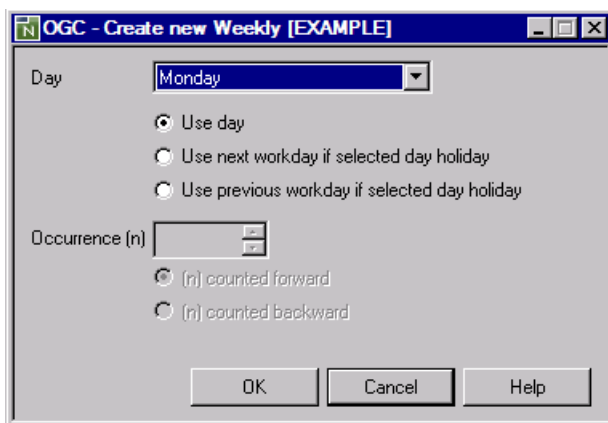 N OGC - Create new Weekly [EXAMPLE]
Day Monday
Use day
Use next workday if selected day holiday
Use previous workday if selected day holiday
Occurrence (n)
(n) counted forward
(n) counted backward
OK Cancel Help